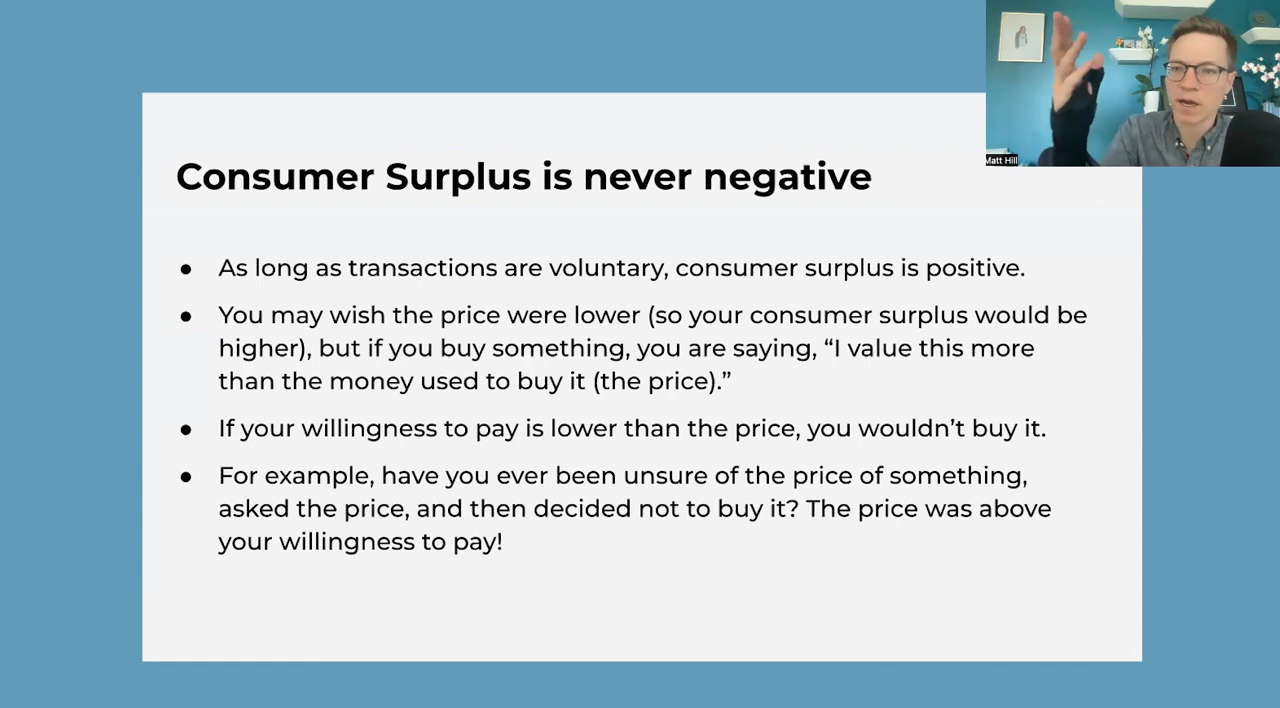 Matt Hill
Consumer Surplus is never negative
● As long as transactions are voluntary, consumer surplus is positive.
● You may wish the price were lower (so your consumer surplus would be
higher), but if you buy something, you are saying, “I value this more
than the money used to buy it (the price).”
● If your willingness to pay is lower than the price, you wouldn’t buy it.
● For example, have you ever been unsure of the price of something,
asked the price, and then decided not to buy it? The price was above
your willingness to pay!